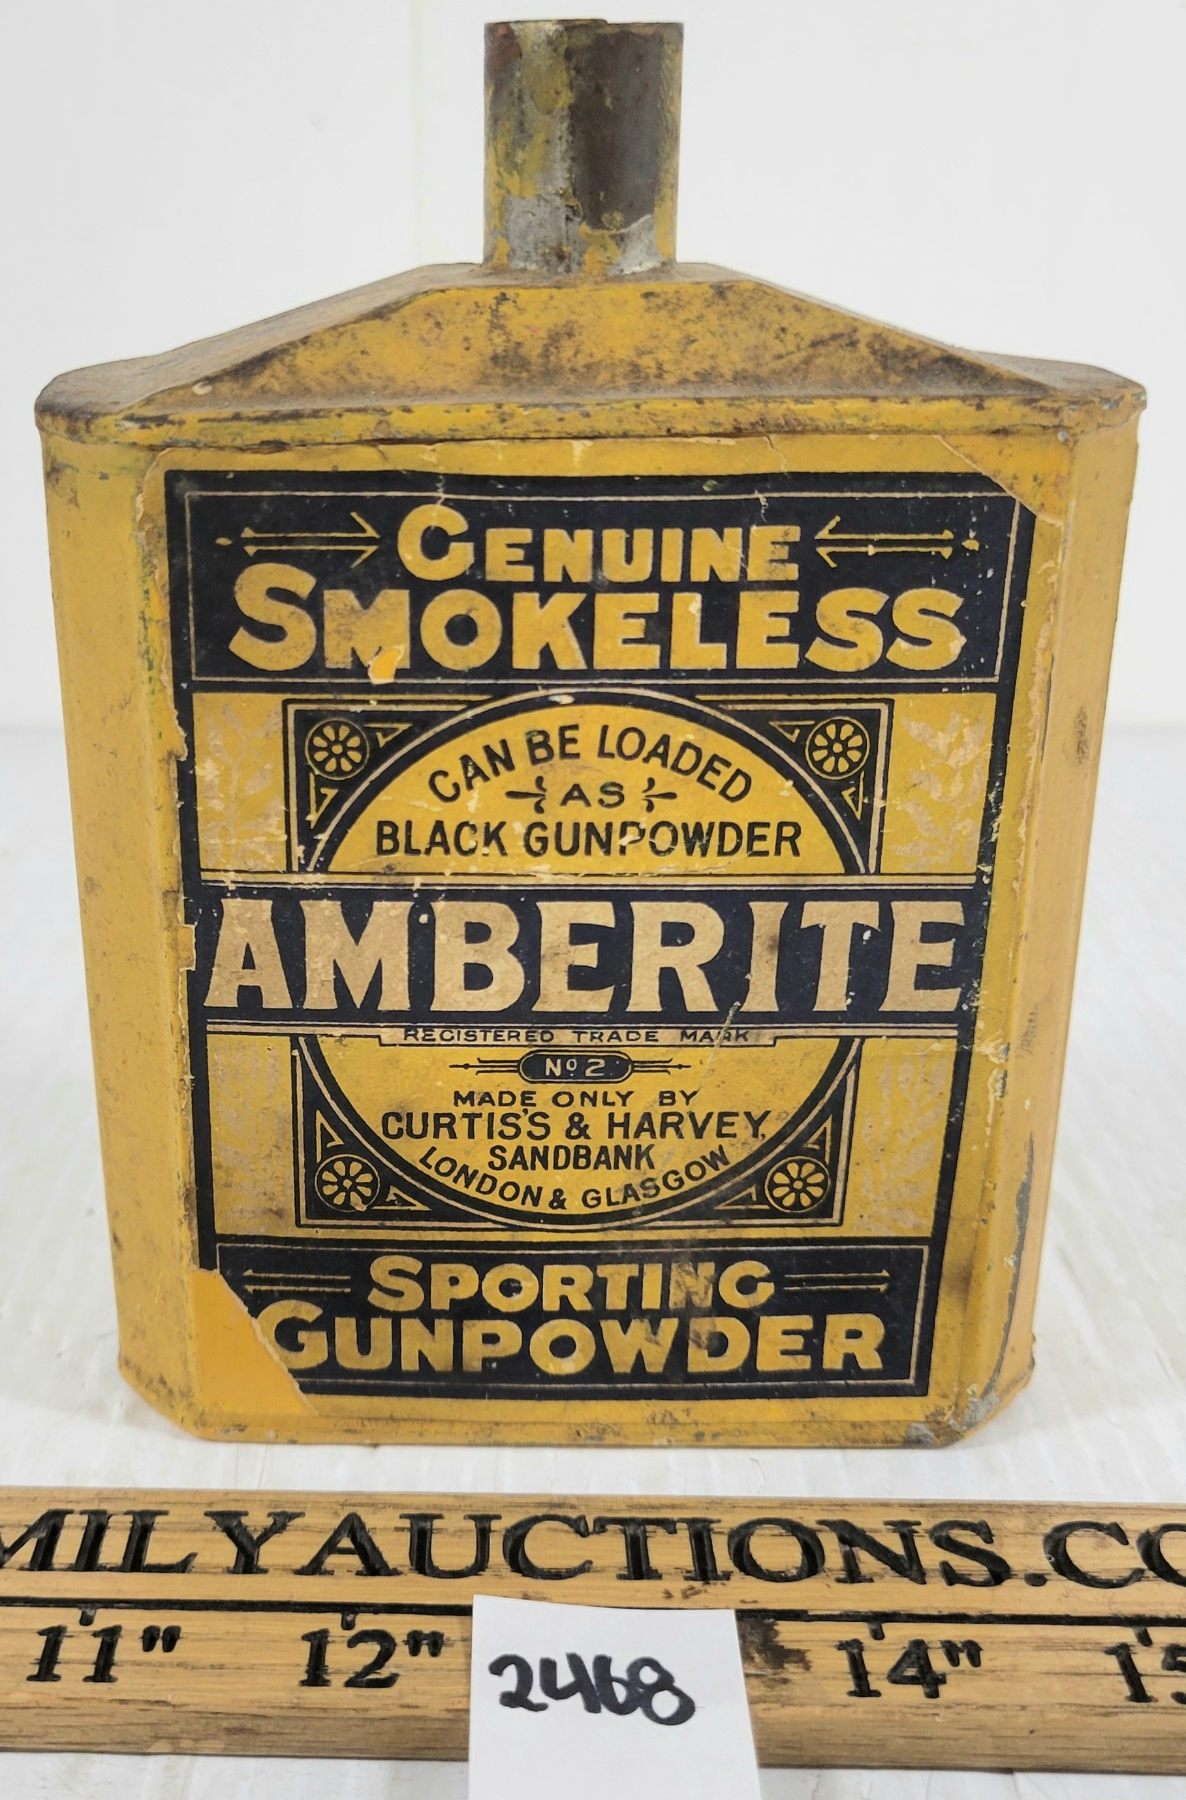 GENUINE
SMOKELESS
CAN BE LOADED
AS
BLACK GUNPOWDER
AMBERITE
REGISTERED TRADE MARK
No 2
MADE ONLY BY
CURTIS'S & HARVEY,
SANDBANK
LONDON & GLASGOW
SPORTING
GUNPOWDER
MILYAUCTIONS.CO
11" 12" 14" 15
2468